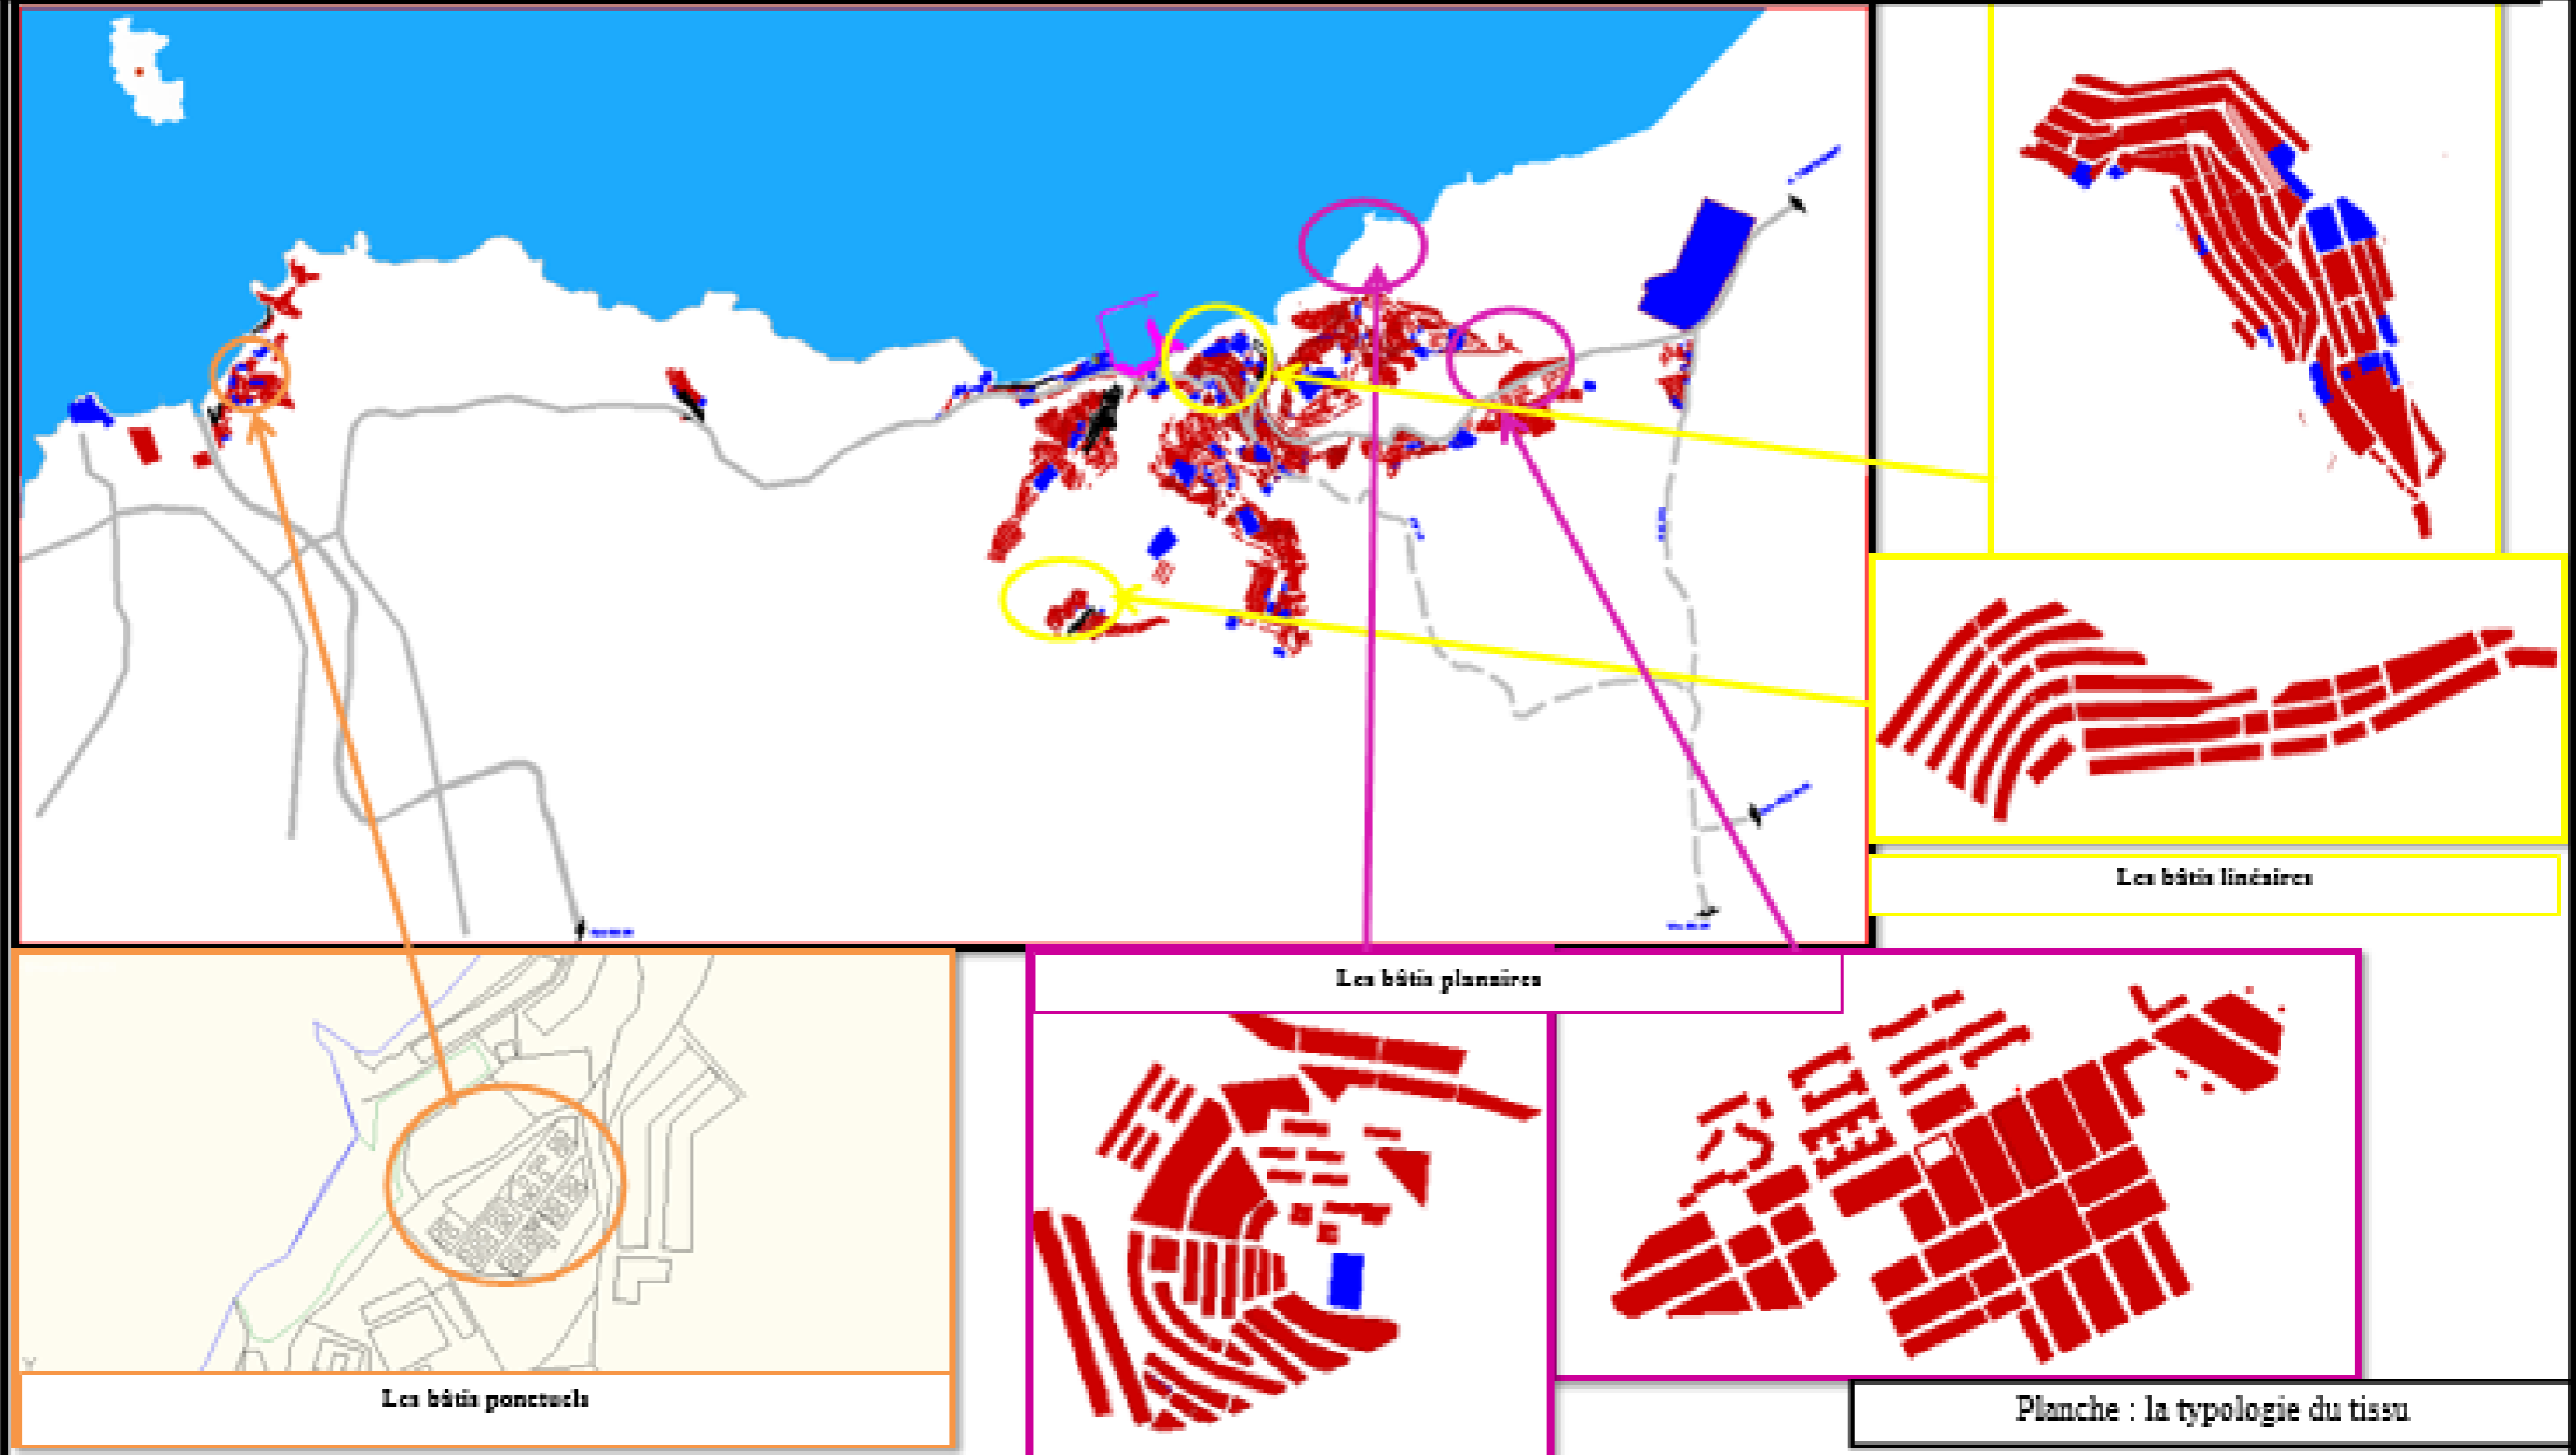 Les bâtis linéaires
Les bâtis planaires
Les bâtis ponctuels
Planche : la typologie du tissu